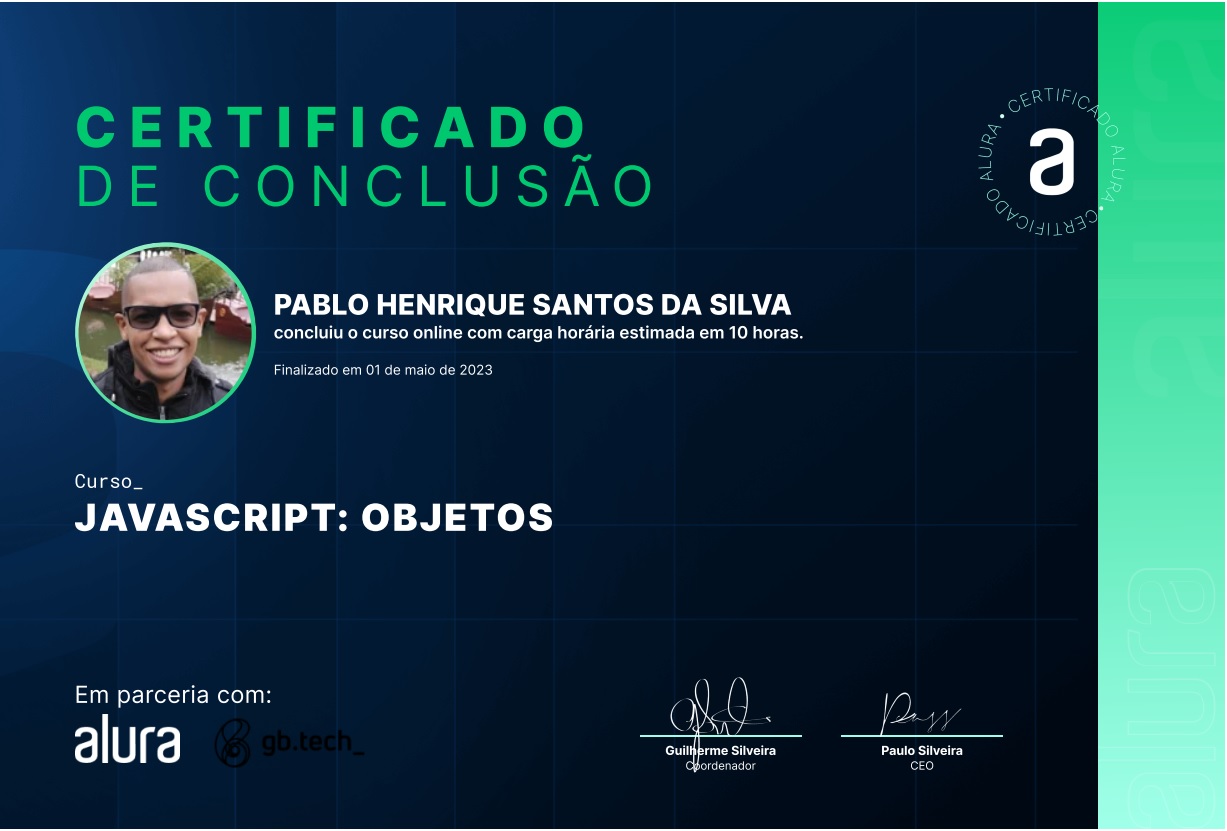 CERTIFICADO
DE CONCLUSÃO
CERTIFICADO ALURA • CERTIFICADO ALURA •
a
PABLO HENRIQUE SANTOS DA SILVA
concluiu o curso online com carga horária estimada em 10 horas.
Finalizado em 01 de maio de 2023
Curso_
JAVASCRIPT: OBJETOS
Em parceria com:
alura
gb.tech_
Guilherme Silveira
Coordenador
Paulo Silveira
CEO
alura
alura